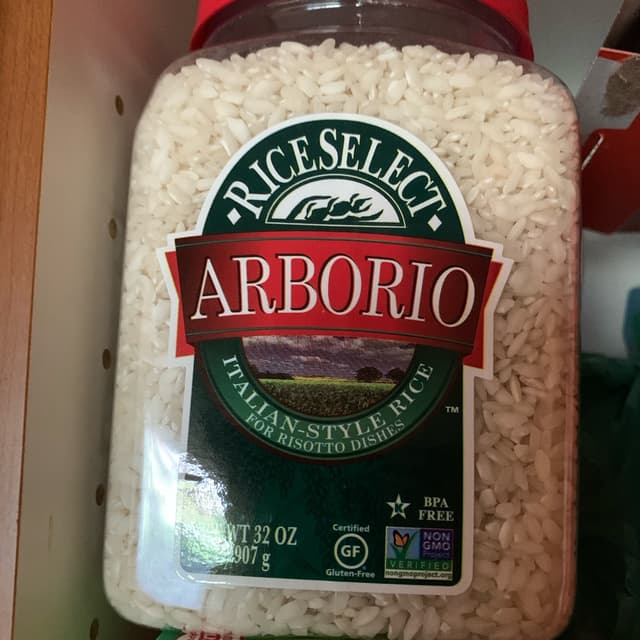 RICESELECT
ARBORIO
ITALIAN-STYLE RICE
FOR RISOTTO DISHES
TM
BPA
FREE
WT 32 OZ
907 g
Certified
GF
Gluten-Free
K
NON
GMO
Project
VERIFIED
nongmoproject.org